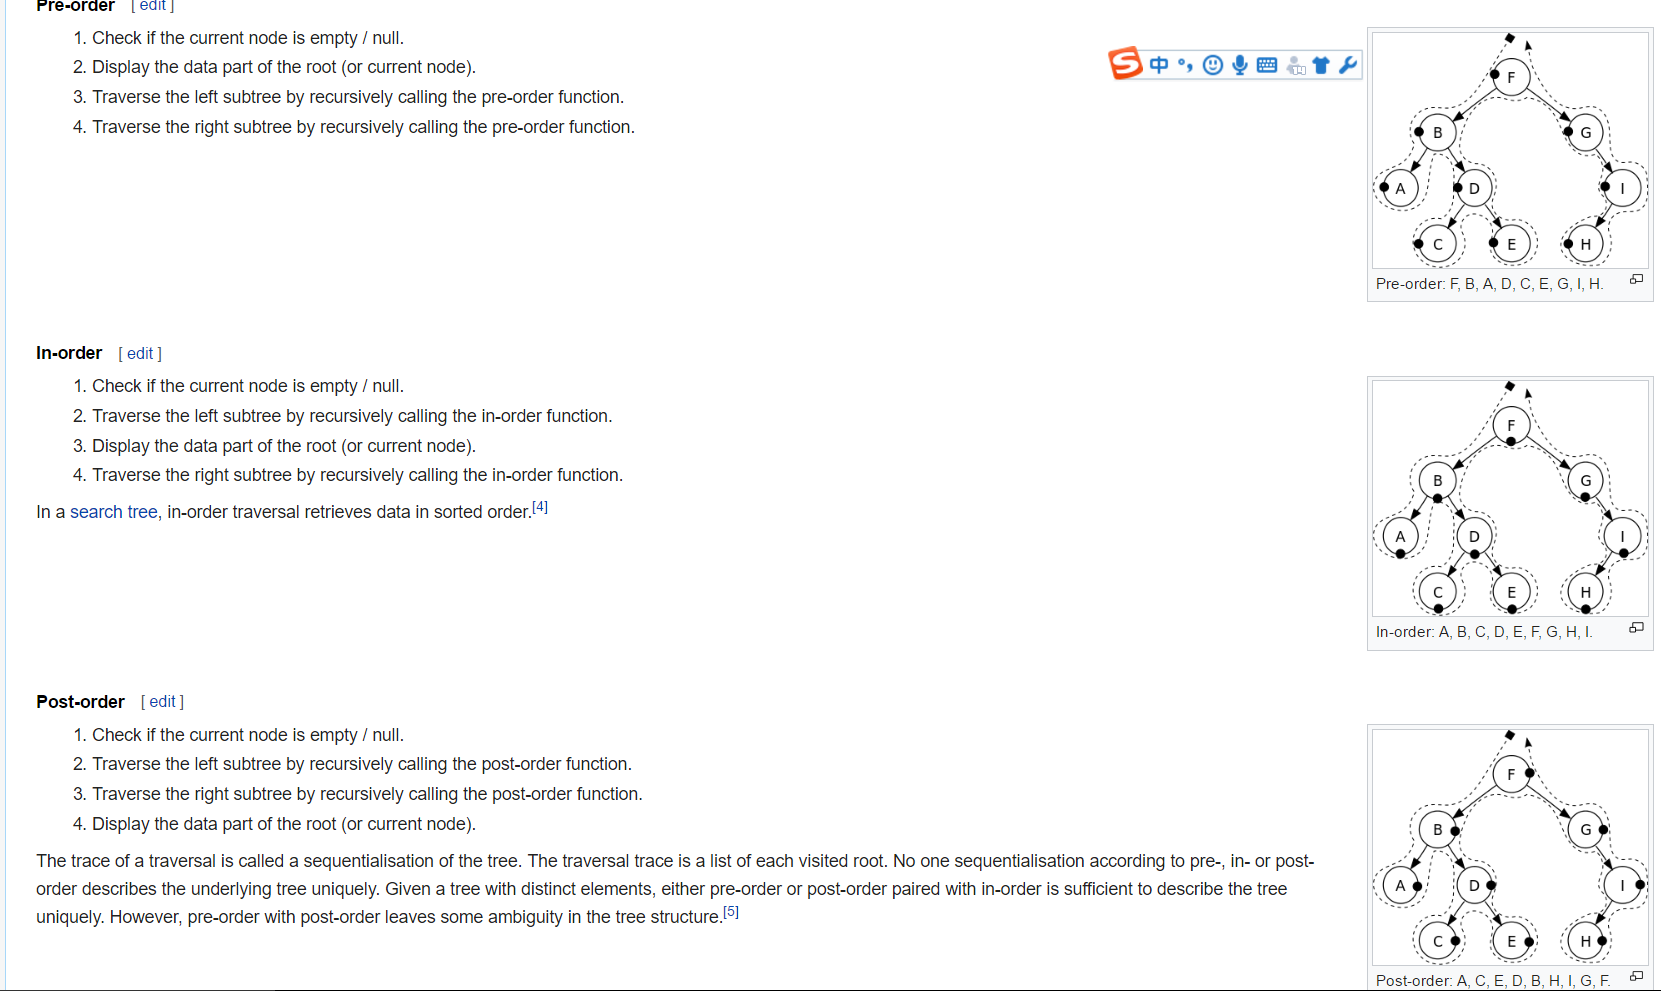 Pre-order [ edit ]
1. Check if the current node is empty / null.
2. Display the data part of the root (or current node).
3. Traverse the left subtree by recursively calling the pre-order function.
4. Traverse the right subtree by recursively calling the pre-order function.
S 中 °,
F
B G
A D I
C E H
Pre-order: F, B, A, D, C, E, G, I, H.
In-order [ edit ]
1. Check if the current node is empty / null.
2. Traverse the left subtree by recursively calling the in-order function.
3. Display the data part of the root (or current node).
4. Traverse the right subtree by recursively calling the in-order function.
In a search tree, in-order traversal retrieves data in sorted order.[4]
F
B G
A D I
C E H
In-order: A, B, C, D, E, F, G, H, I.
Post-order [ edit ]
1. Check if the current node is empty / null.
2. Traverse the left subtree by recursively calling the post-order function.
3. Traverse the right subtree by recursively calling the post-order function.
4. Display the data part of the root (or current node).
The trace of a traversal is called a sequentialisation of the tree. The traversal trace is a list of each visited root. No one sequentialisation according to pre-, in- or post-
order describes the underlying tree uniquely. Given a tree with distinct elements, either pre-order or post-order paired with in-order is sufficient to describe the tree
uniquely. However, pre-order with post-order leaves some ambiguity in the tree structure.[5]
F
B G
A D I
C E H
Post-order: A, C, E, D, B, H, I, G, F.